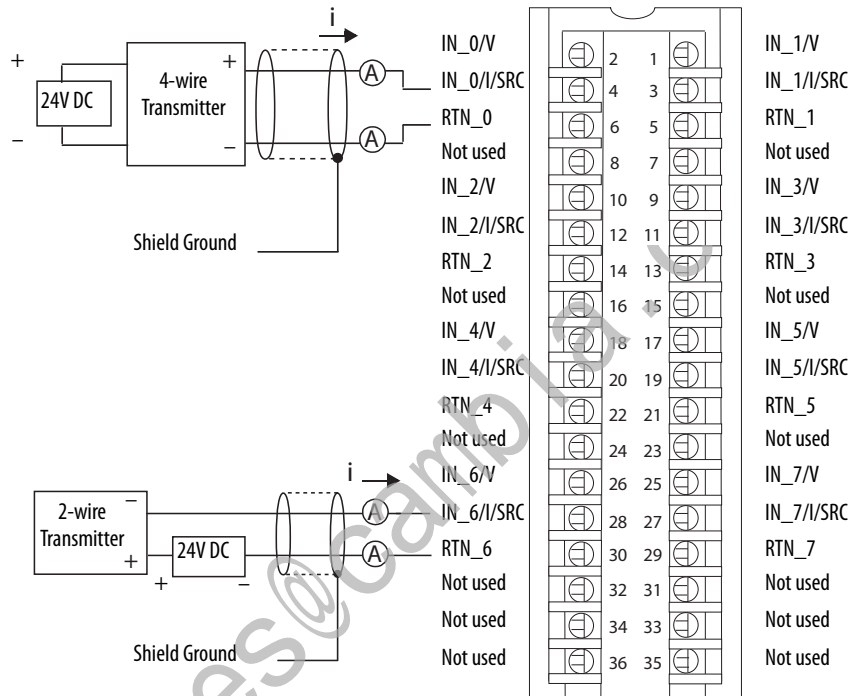 i
IN_0/V 2 1 IN_1/V
+ 4-wire + A IN_0/I/SRC 4 3 IN_1/I/SRC
24V DC Transmitter RTN_0 6 5 RTN_1
− − A Not used 8 7 Not used
IN_2/V 10 9 IN_3/V
Shield Ground IN_2/I/SRC 12 11 IN_3/I/SRC
RTN_2 14 13 RTN_3
Not used 16 15 Not used
IN_4/V 18 17 IN_5/V
IN_4/I/SRC 20 19 IN_5/I/SRC
RTN_4 22 21 RTN_5
Not used 24 23 Not used
i IN_6/V 26 25 IN_7/V
2-wire − A IN_6/I/SRC 28 27 IN_7/I/SRC
Transmitter + 24V DC A RTN_6 30 29 RTN_7
+ − Not used 32 31 Not used
Not used 34 33 Not used
Shield Ground Not used 36 35 Not used
es@cambia.c